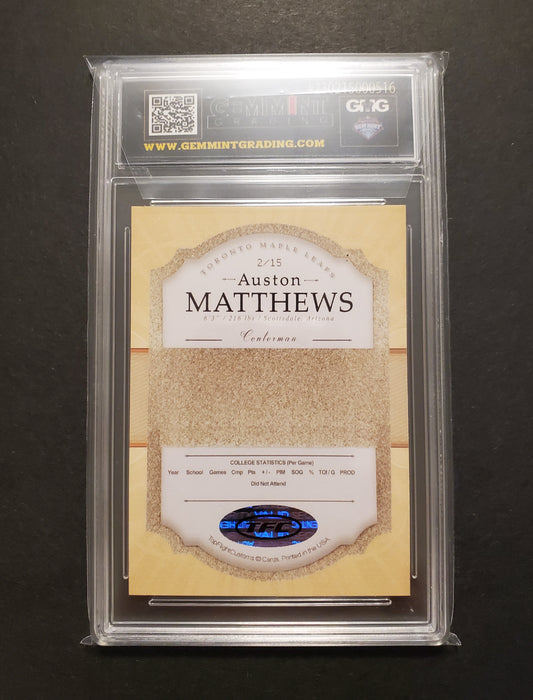 GEMMINT
GRADING
GMG
WWW.GEMMINTGRADING.COM
TORONTO MAPLE LEAFS
2/15
Auston
MATTHEWS
6'3" / 216 lbs / Scottsdale, Arizona
Centerman
COLLEGE STATISTICS (Per Game)
Year School Games Cmp Pts +/- PIM SOG % TOI/G PROD
Did Not Attend
TFC
TopFlightCustoms © Cards. Printed in the USA.